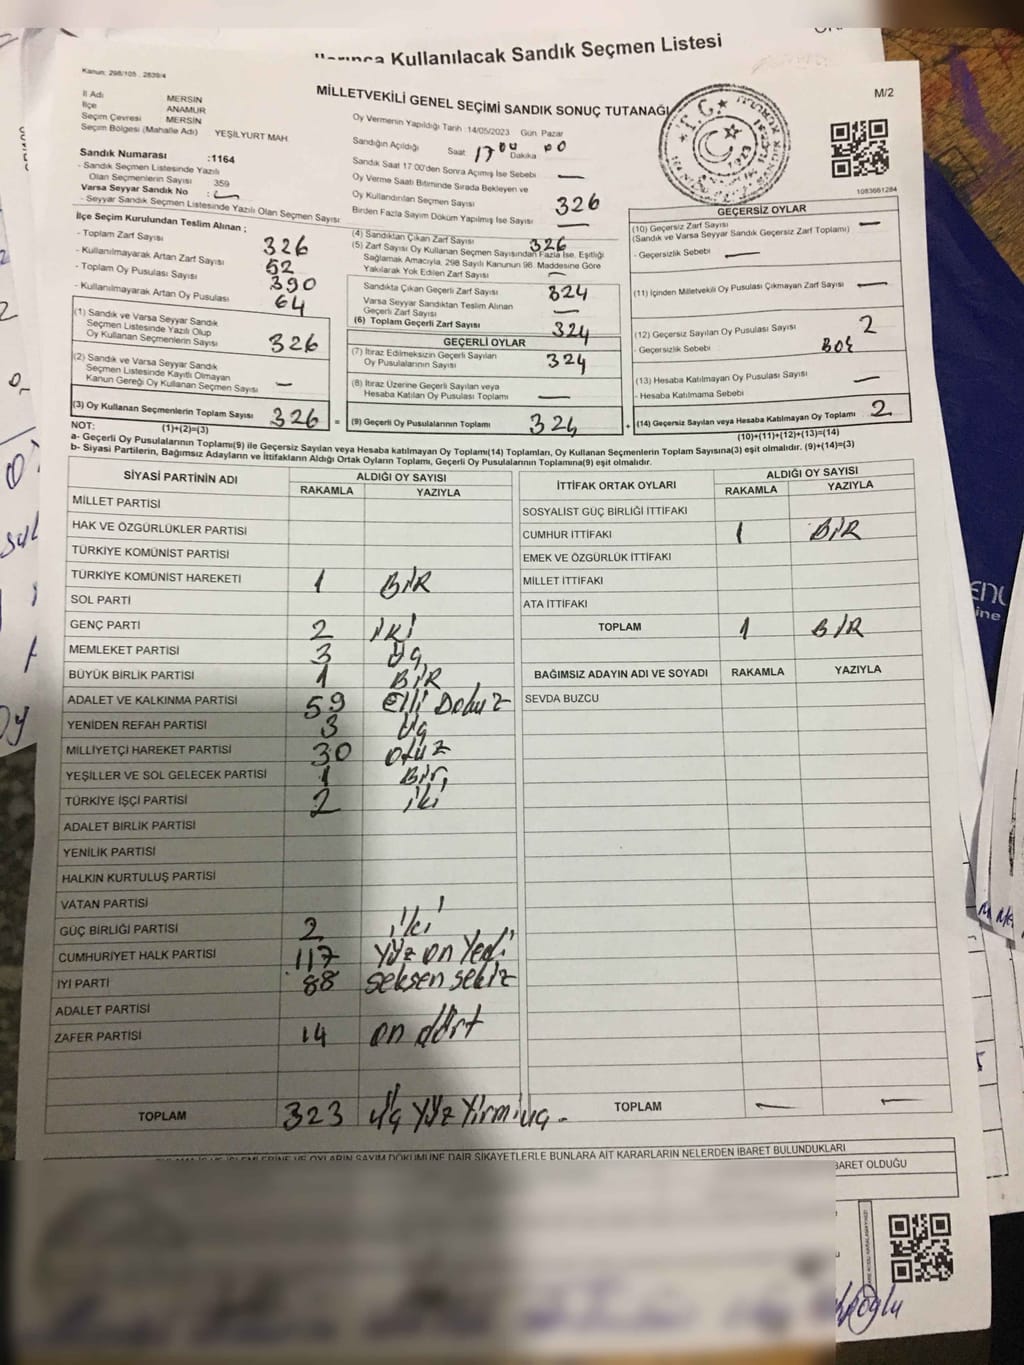 Kullanılacak Sandık Seçmen Listesi
Kanun: 298/105 . 2839/4
MİLLETVEKİLİ GENEL SEÇİMİ SANDIK SONUÇ TUTANAĞI
M/2
İl Adı MERSİN
İlçe ANAMUR
Seçim Çevresi MERSİN
Seçim Bölgesi (Mahalle Adı) YEŞİLYURT MAH.
Sandık Numarası :1164
- Sandık Seçmen Listesinde Yazılı
Olan Seçmenlerin Sayısı 359
Varsa Seyyar Sandık No :
- Seyyar Sandık Seçmen Listesinde Yazılı Olan Seçmen Sayısı
Oy Vermenin Yapıldığı Tarih :14/05/2023 Gün Pazar
Sandığın Açıldığı Saat 17 00 Dakika 00
Sandık Saat 17:00'den Sonra Açılmış İse Sebebi —
Oy Verme Saati Bitiminde Sırada Bekleyen ve
Oy Kullandırılan Seçmen Sayısı 326
Birden Fazla Sayım Döküm Yapılmış İse Sayısı —
T.C.
1923
1083661284
İlçe Seçim Kurulundan Teslim Alınan ;
- Toplam Zarf Sayısı 326
- Kullanılmayarak Artan Zarf Sayısı 52
- Toplam Oy Pusulası Sayısı 390
- Kullanılmayarak Artan Oy Pusulası 64
(1) Sandık ve Varsa Seyyar Sandık
Seçmen Listesinde Yazılı Olup
Oy Kullanan Seçmenlerin Sayısı 326
(2) Sandık ve Varsa Seyyar Sandık
Seçmen Listesinde Kayıtlı Olmayan
Kanun Gereği Oy Kullanan Seçmen Sayısı —
(3) Oy Kullanan Seçmenlerin Toplam Sayısı 326 =
(4) Sandıktan Çıkan Zarf Sayısı 326
(5) Zarf Sayısı Oy Kullanan Seçmen Sayısından Fazla İse, Eşitliği
Sağlamak Amacıyla, 298 Sayılı Kanunun 98. Maddesine Göre
Yakılarak Yok Edilen Zarf Sayısı —
Sandıkta Çıkan Geçerli Zarf Sayısı 324
Varsa Seyyar Sandıktan Teslim Alınan
Geçerli Zarf Sayısı —
(6) Toplam Geçerli Zarf Sayısı 324
GEÇERLİ OYLAR
(7) İtiraz Edilmeksizin Geçerli Sayılan
Oy Pusulalarının Sayısı 324
(8) İtiraz Üzerine Geçerli Sayılan veya
Hesaba Katılan Oy Pusulası Toplamı —
(9) Geçerli Oy Pusulalarının Toplamı 324 +
GEÇERSİZ OYLAR
(10) Geçersiz Zarf Sayısı —
(Sandık ve Varsa Seyyar Sandık Geçersiz Zarf Toplamı)
- Geçersizlik Sebebi —
(11) İçinden Milletvekili Oy Pusulası Çıkmayan Zarf Sayısı —
(12) Geçersiz Sayılan Oy Pusulası Sayısı 2
- Geçersizlik Sebebi BOŞ
(13) Hesaba Katılmayan Oy Pusulası Sayısı —
- Hesaba Katılmama Sebebi
(14) Geçersiz Sayılan veya Hesaba Katılmayan Oy Toplamı 2
NOT: (1)+(2)=(3) (10)+(11)+(12)+(13)=(14)
a- Geçerli Oy Pusulalarının Toplamı(9) ile Geçersiz Sayılan veya Hesaba katılmayan Oy Toplamı(14) Toplamları, Oy Kullanan Seçmenlerin Toplam Sayısına(3) eşit olmalıdır. (9)+(14)=(3)
b- Siyasi Partilerin, Bağımsız Adayların ve İttifakların Aldığı Ortak Oyların Toplamı, Geçerli Oy Pusulalarının Toplamına(9) eşit olmalıdır.
SİYASİ PARTİNİN ADI ALDIĞI OY SAYISI
RAKAMLA YAZIYLA
MİLLET PARTİSİ
HAK VE ÖZGÜRLÜKLER PARTİSİ
TÜRKİYE KOMÜNİST PARTİSİ
TÜRKİYE KOMÜNİST HAREKETİ 1 BİR
SOL PARTİ
GENÇ PARTİ 2 iki
MEMLEKET PARTİSİ 3 Üç
BÜYÜK BİRLİK PARTİSİ 1 BİR
ADALET VE KALKINMA PARTİSİ 59 Elli Dokuz
YENİDEN REFAH PARTİSİ 3 Üç
MİLLİYETÇİ HAREKET PARTİSİ 30 otuz
YEŞİLLER VE SOL GELECEK PARTİSİ 1 Bir
TÜRKİYE İŞÇİ PARTİSİ 2 iki
ADALET BİRLİK PARTİSİ
YENİLİK PARTİSİ
HALKIN KURTULUŞ PARTİSİ
VATAN PARTİSİ
GÜÇ BİRLİĞİ PARTİSİ 2 iki
CUMHURİYET HALK PARTİSİ 117 Yüz on Yedi
İYİ PARTİ 88 seksen sekiz
ADALET PARTİSİ
ZAFER PARTİSİ 14 on dört
TOPLAM 323 Üç Yüz Yirmi üç -
İTTİFAK ORTAK OYLARI ALDIĞI OY SAYISI
RAKAMLA YAZIYLA
SOSYALİST GÜÇ BİRLİĞİ İTTİFAKI
CUMHUR İTTİFAKI 1 BİR
EMEK VE ÖZGÜRLÜK İTTİFAKI
MİLLET İTTİFAKI
ATA İTTİFAKI
TOPLAM 1 BİR
BAĞIMSIZ ADAYIN ADI VE SOYADI RAKAMLA YAZIYLA
SEVDA BUZCU
TOPLAM — —
OYLARIN SAYIM DÖKÜMÜNE DAİR ŞİKAYETLERLE BUNLARA AİT KARARLARIN NELERDEN İBARET BULUNDUKLARI
BARET OLDUĞU